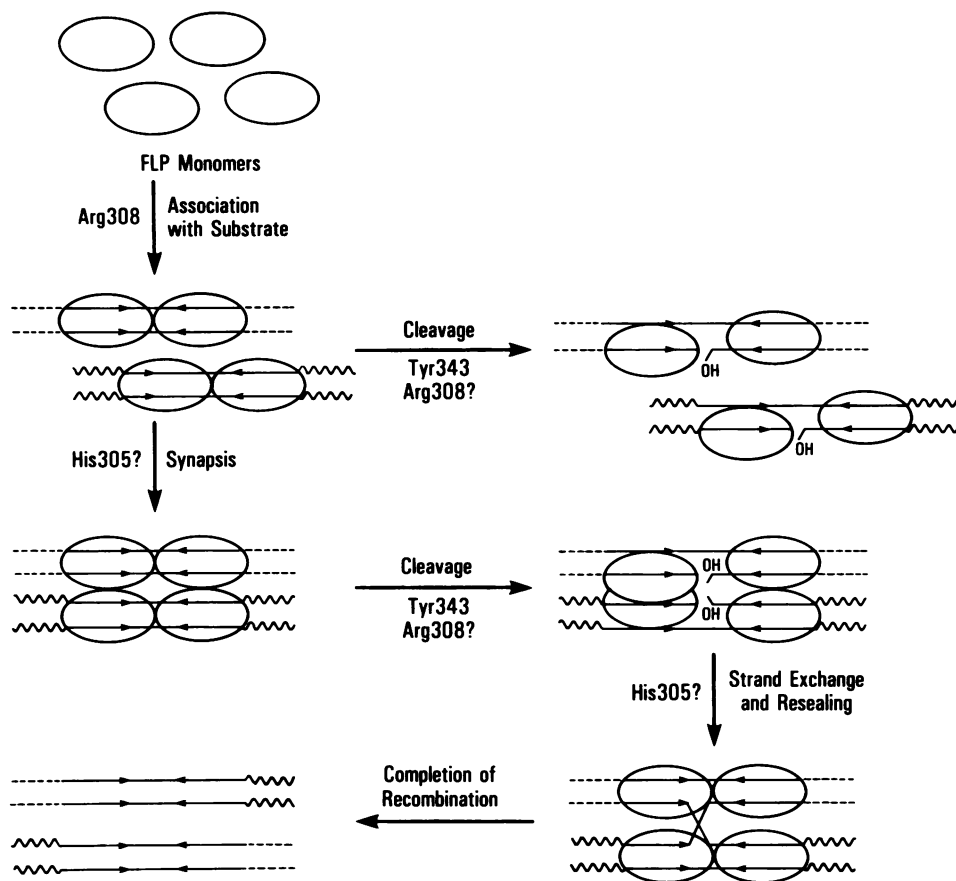 FLP Monomers
Arg308
Association
with Substrate
Cleavage
Tyr343
Arg308?
OH
OH
His305?
Synapsis
Cleavage
Tyr343
Arg308?
OH
OH
His305?
Strand Exchange
and Resealing
Completion of
Recombination